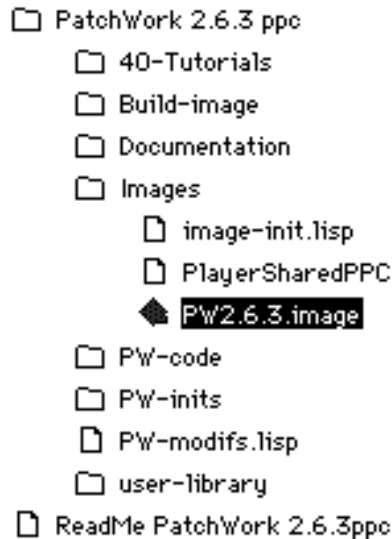 PatchWork 2.6.3 ppc
40-Tutorials
Build-image
Documentation
Images
image-init.lisp
PlayerSharedPPC
PW2.6.3.image
PW-code
PW-inits
PW-modifs.lisp
user-library
ReadMe PatchWork 2.6.3ppc